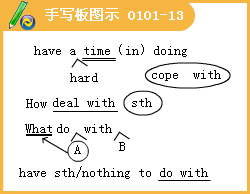 手写板图示 0101-13
have a time (in) doing
hard
cope with
How deal with sth
What do with
A
B
have sth/nothing to do with